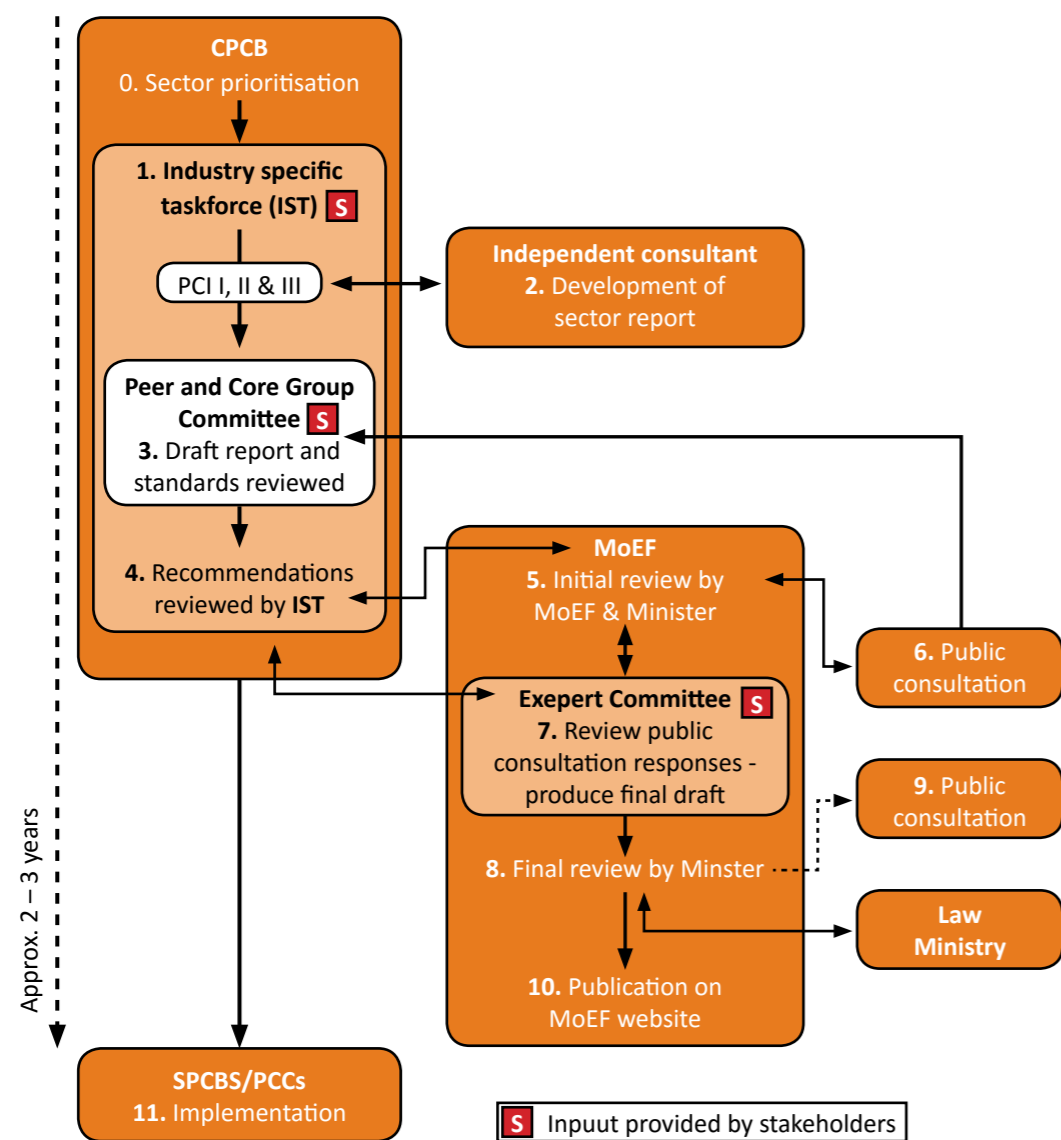 CPCB
0. Sector prioritisation
1. Industry specific
taskforce (IST) S
PCI I, II & III
Independent consultant
2. Development of
sector report
Peer and Core Group
Committee S
3. Draft report and
standards reviewed
4. Recommendations
reviewed by IST
MoEF
5. Initial review by
MoEF & Minister
6. Public
consultation
Exepert Committee S
7. Review public
consultation responses -
produce final draft
9. Public
consultation
8. Final review by Minster
Law
Ministry
10. Publication on
MoEF website
Approx. 2 – 3 years
SPCBS/PCCs
11. Implementation
S Inpuut provided by stakeholders